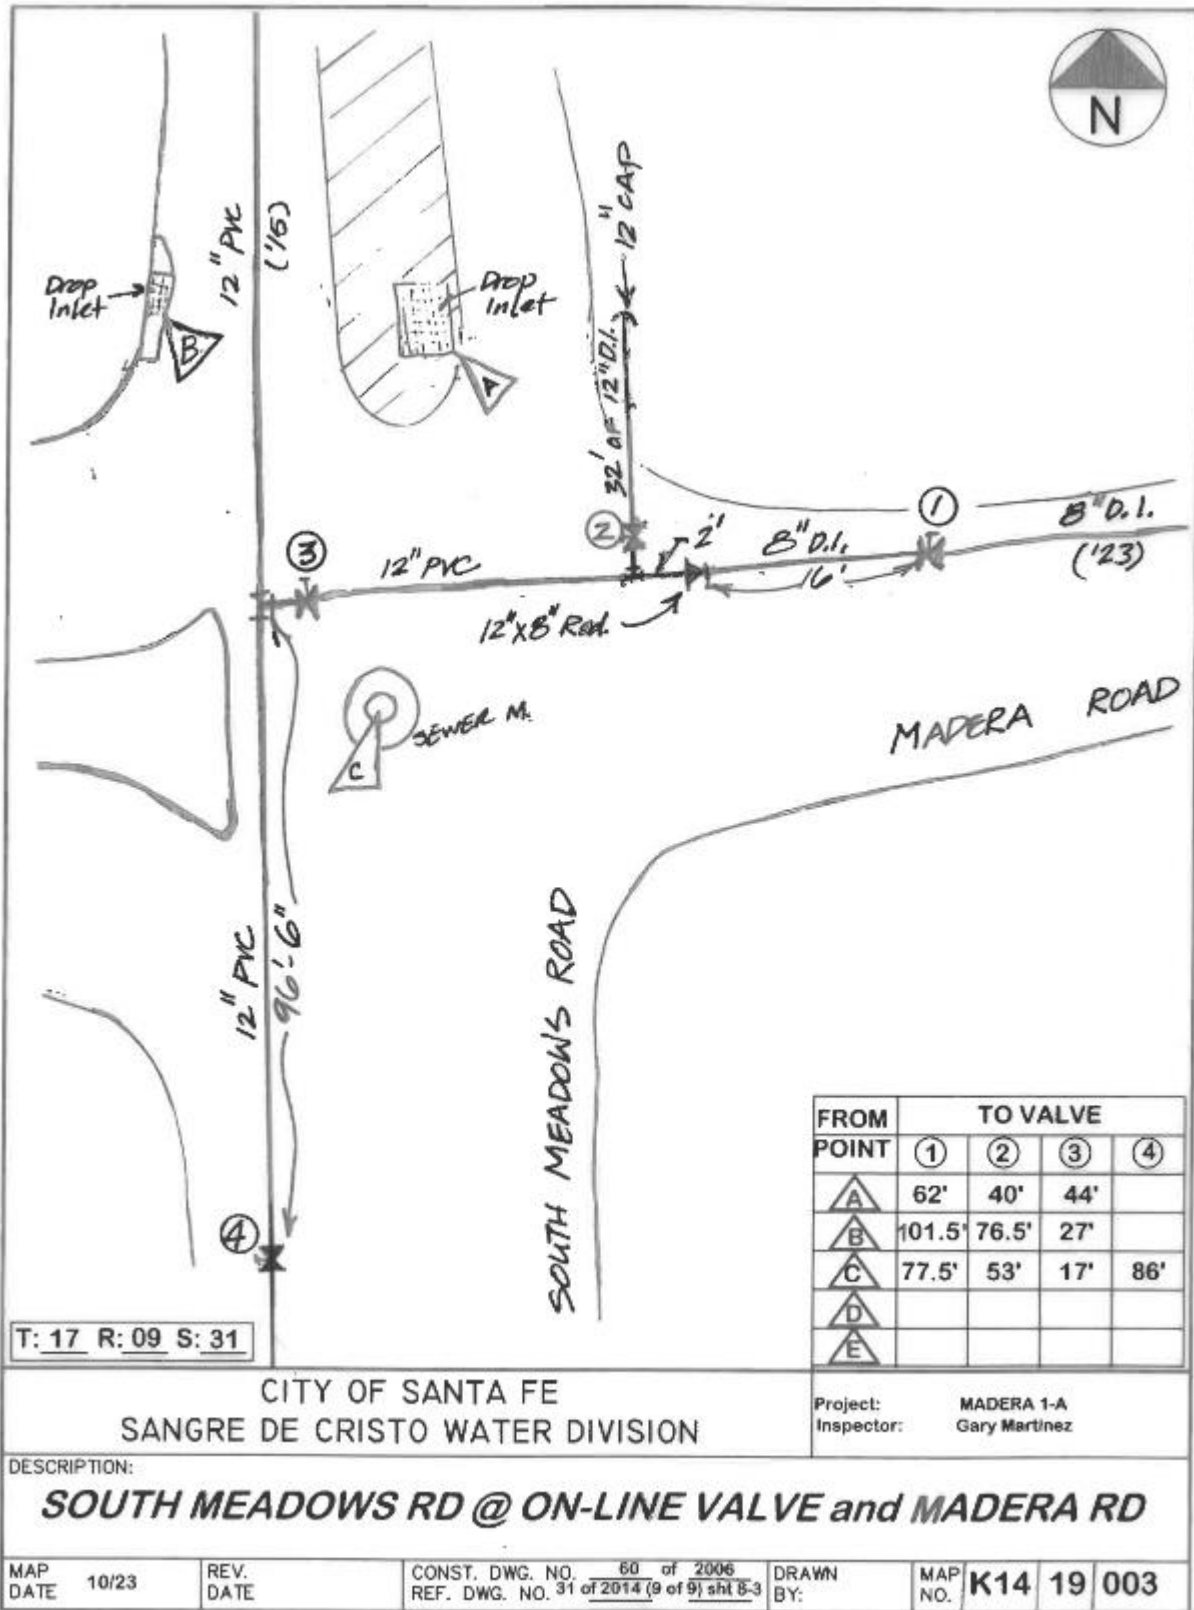 N
12" PVC
('15)
Drop
Inlet
B
Drop
Inlet
A
32' OF 12" D.I.
12" CAP
2
2'
8" D.I.
1
8" D.I.
('23)
16'
3
12" PVC
12"x8" Red.
SEWER M.
C
MADERA ROAD
12" PVC
96'-6"
SOUTH MEADOWS ROAD
4
FROM POINT TO VALVE
1 2 3 4
A 62' 40' 44'
B 101.5' 76.5' 27'
C 77.5' 53' 17' 86'
D
E
T: 17 R: 09 S: 31
CITY OF SANTA FE
SANGRE DE CRISTO WATER DIVISION
Project: MADERA 1-A
Inspector: Gary Martinez
DESCRIPTION:
SOUTH MEADOWS RD @ ON-LINE VALVE and MADERA RD
MAP DATE 10/23
REV. DATE
CONST. DWG. NO. 60 of 2006
REF. DWG. NO. 31 of 2014 (9 of 9) sht 8-3
DRAWN BY:
MAP NO. K14 19 003